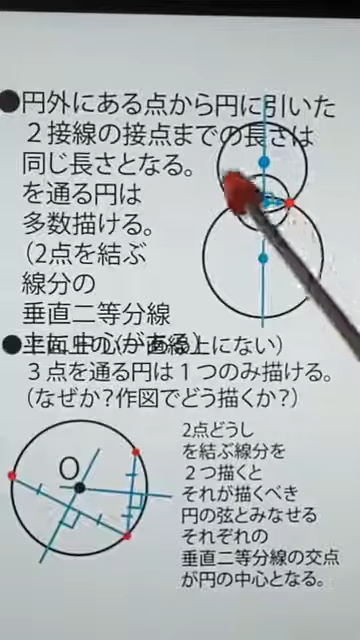 ●円外にある点から円に引いた
２接線の接点までの長さは
同じ長さとなる。
を通る円は
多数描ける。
（2点を結ぶ
線分の
垂直二等分線
上に中心がある）
３点を通る円は１つのみ描ける。
（なぜか？作図でどう描くか？）
O
2点どうし
を結ぶ線分を
２つ描くと
それが描くべき
円の弦とみなせる
それぞれの
垂直二等分線の交点
が円の中心となる。